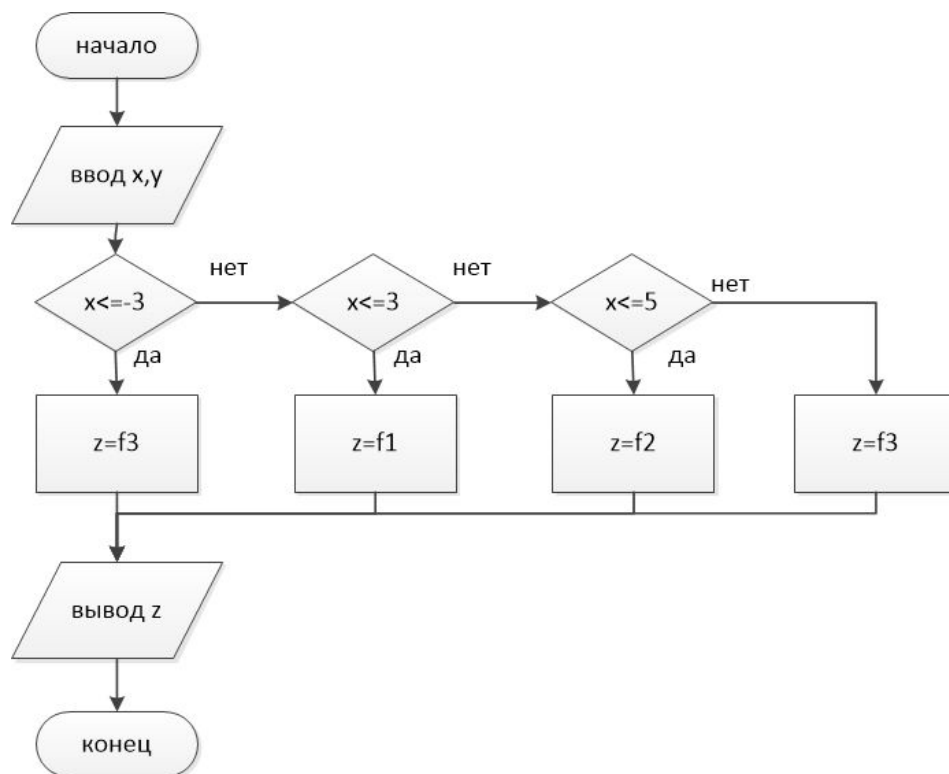 начало
ввод x,y
x<=-3
нет
x<=3
нет
x<=5
нет
да
да
да
z=f3
z=f1
z=f2
z=f3
вывод z
конец